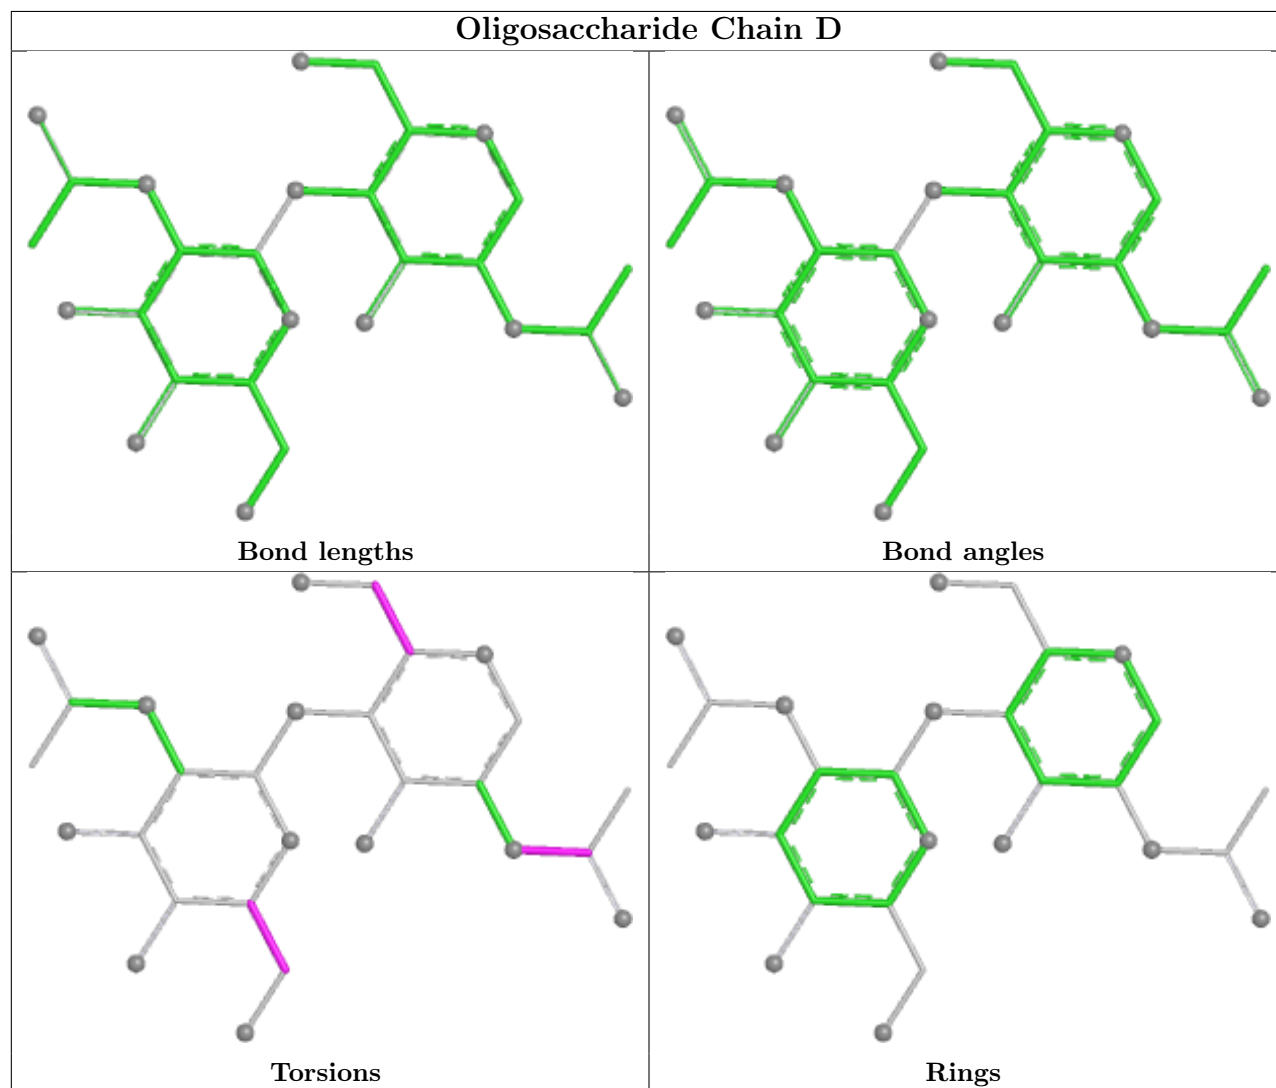 Oligosaccharide Chain D
Bond lengths
Bond angles
Torsions
Rings